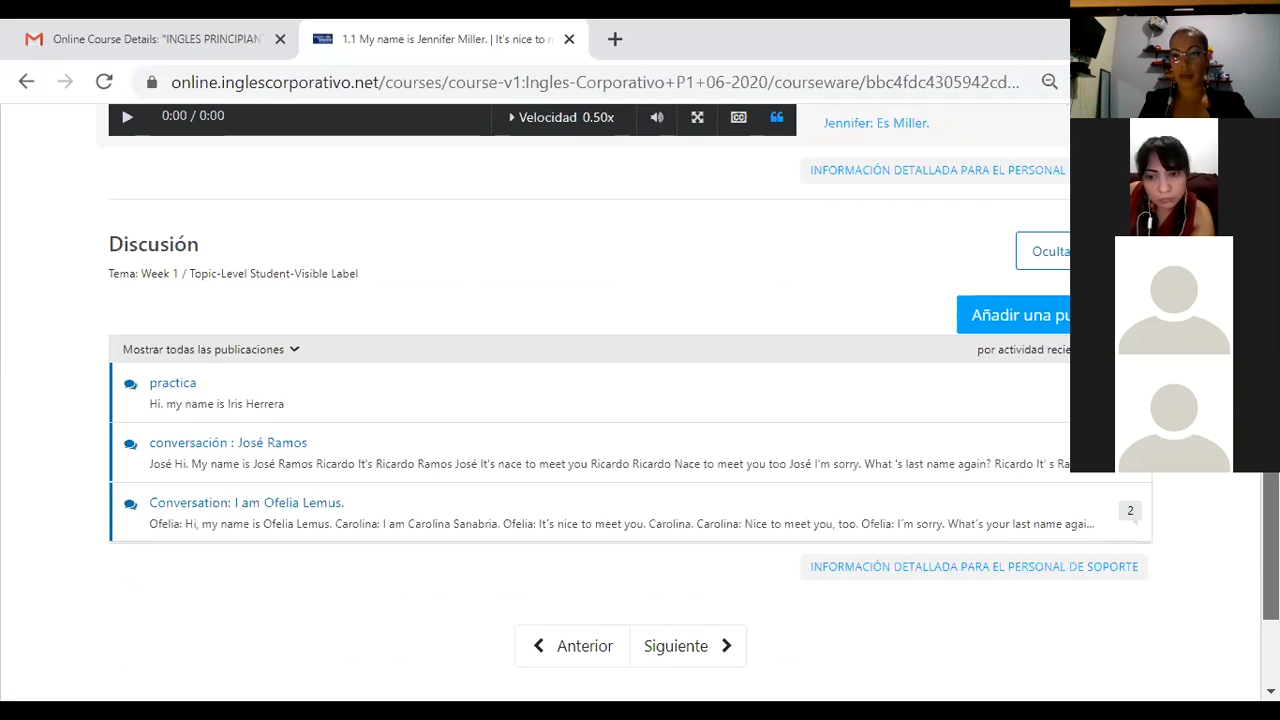 Online Course Details: "INGLES PRINCIPIAN
1.1 My name is Jennifer Miller. | It's nice to n
online.inglescorporativo.net/courses/course-v1:Ingles-Corporativo+P1+06-2020/courseware/bbc4fdc4305942cd...
0:00 / 0:00
Velocidad 0.50x
Jennifer: Es Miller.
INFORMACIÓN DETALLADA PARA EL PERSONAL
Discusión
Oculta
Tema: Week 1 / Topic-Level Student-Visible Label
Añadir una pu
Mostrar todas las publicaciones
por actividad recie
practica
Hi. my name is Iris Herrera
conversación : José Ramos
José Hi. My name is José Ramos Ricardo Ita Ricardo Ramos José It's nace to meet you Ricardo Ricardo Nace to meet you too José I'm sorry. What 's last name again? Ricardo It' s Ra
Conversation: I am Ofelia Lemus.
Ofelia: Hi, my name is Ofelia Lemus. Carolina: I am Carolina Sanabria. Ofelia: It's nice to meet you. Carolina. Carolina: Nice to meet you, too. Ofelia: I´m sorry. What´s your last name agai...
2
INFORMACIÓN DETALLADA PARA EL PERSONAL DE SOPORTE
Anterior
Siguiente